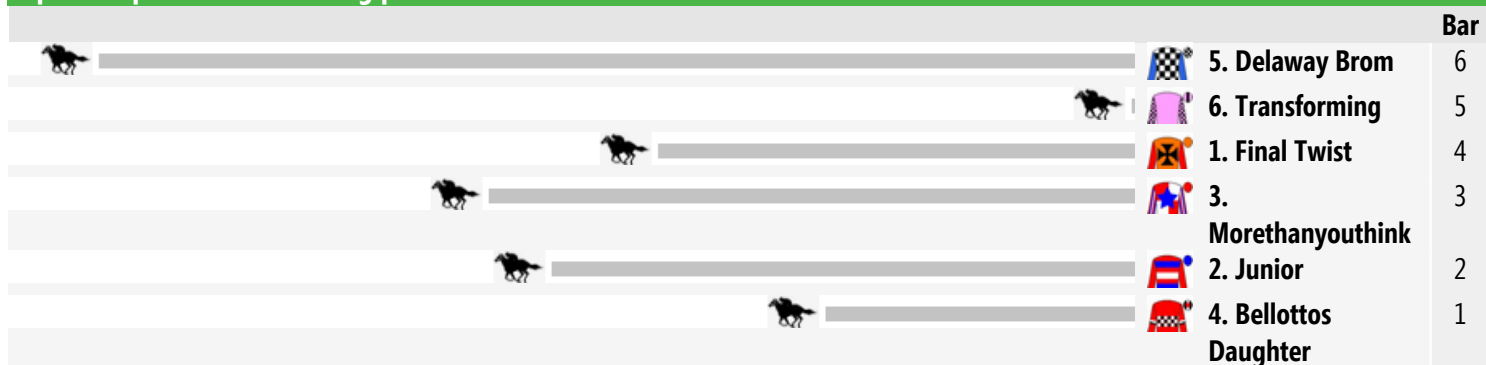 Bar
5. Delaway Brom 6
6. Transforming 5
1. Final Twist 4
3. 3
Morethanyouthink
2. Junior 2
4. Bellottos 1
Daughter